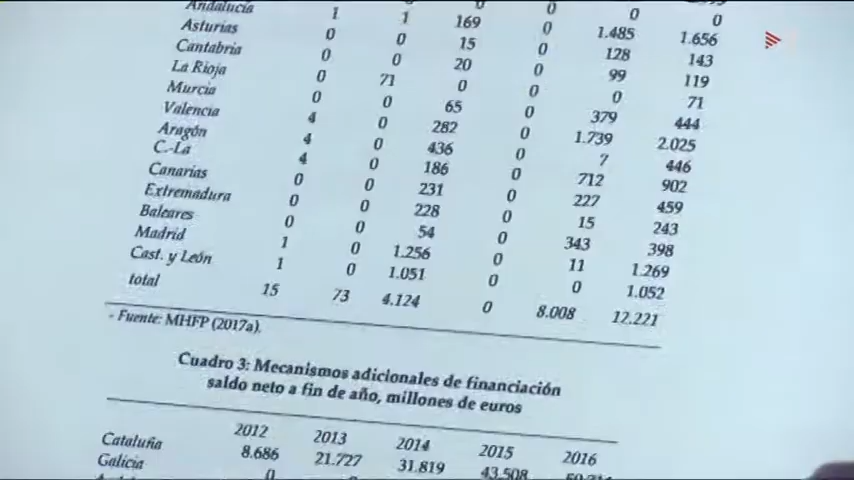 Andalucía 1 1 169 0 1.485 1.656
Asturias 0 0 15 0 128 143
Cantabria 0 0 20 0 99 119
La Rioja 0 71 0 0 0 71
Murcia 0 0 65 0 379 444
Valencia 4 0 282 0 1.739 2.025
Aragón 4 0 436 0 7 446
C.-La 4 0 186 0 712 902
Canarias 0 0 231 0 227 459
Extremadura 0 0 228 0 15 243
Baleares 0 0 54 0 343 398
Madrid 1 0 1.256 0 11 1.269
Cast. y León 1 0 1.051 0 0 1.052
total 15 73 4.124 0 8.008 12.221
- Fuente: MHFP (2017a).
Cuadro 3: Mecanismos adicionales de financiación
saldo neto a fin de año, millones de euros
2012 2013 2014 2015 2016
Cataluña 8.686 21.727 31.819 43.508
Galicia 0